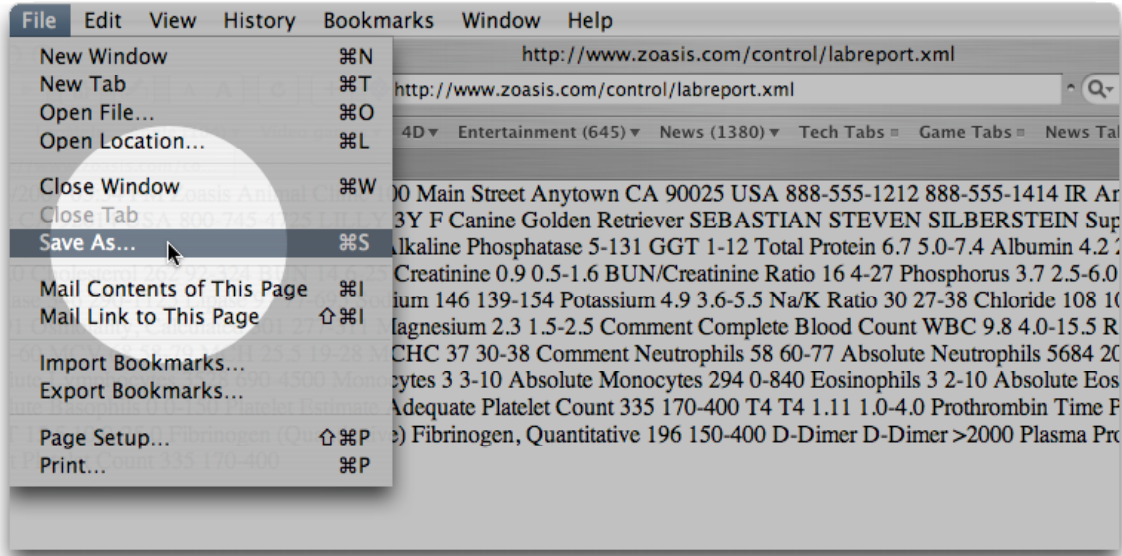 File Edit View History Bookmarks Window Help
http://www.zoasis.com/control/labreport.xml
http://www.zoasis.com/control/labreport.xml
4D Entertainment (645) News (1380) Tech Tabs Game Tabs News Ta
New Window ⌘N
New Tab ⌘T
Open File... ⌘O
Open Location... ⌘L
Close Window ⌘W
Close Tab
Save As... ⌘S
Mail Contents of This Page ⌘I
Mail Link to This Page ⇧⌘I
Import Bookmarks...
Export Bookmarks...
Page Setup... ⇧⌘P
Print... ⌘P
00 Main Street Anytown CA 90025 USA 888-555-1212 888-555-1414 IR
3Y F Canine Golden Retriever SEBASTIAN STEVEN SILBERSTEIN Sup
Alkaline Phosphatase 5-131 GGT 1-12 Total Protein 6.7 5.0-7.4 Albumin 4.2
Creatinine 0.9 0.5-1.6 BUN/Creatinine Ratio 16 4-27 Phosphorus 3.7 2.5-6.0
ium 146 139-154 Potassium 4.9 3.6-5.5 Na/K Ratio 30 27-38 Chloride 108
Magnesium 2.3 1.5-2.5 Comment Complete Blood Count WBC 9.8 4.0-15.5 R
MCHC 37 30-38 Comment Neutrophils 58 60-77 Absolute Neutrophils 5684
cytes 3 3-10 Absolute Monocytes 294 0-840 Eosinophils 3 2-10 Absolute Eos
Adequate Platelet Count 335 170-400 T4 T4 1.11 1.0-4.0 Prothrombin Time
Fibrinogen (Quantitative) Fibrinogen, Quantitative 196 150-400 D-Dimer D-Dimer >2000 Plasma Pro
Count 335 170-400